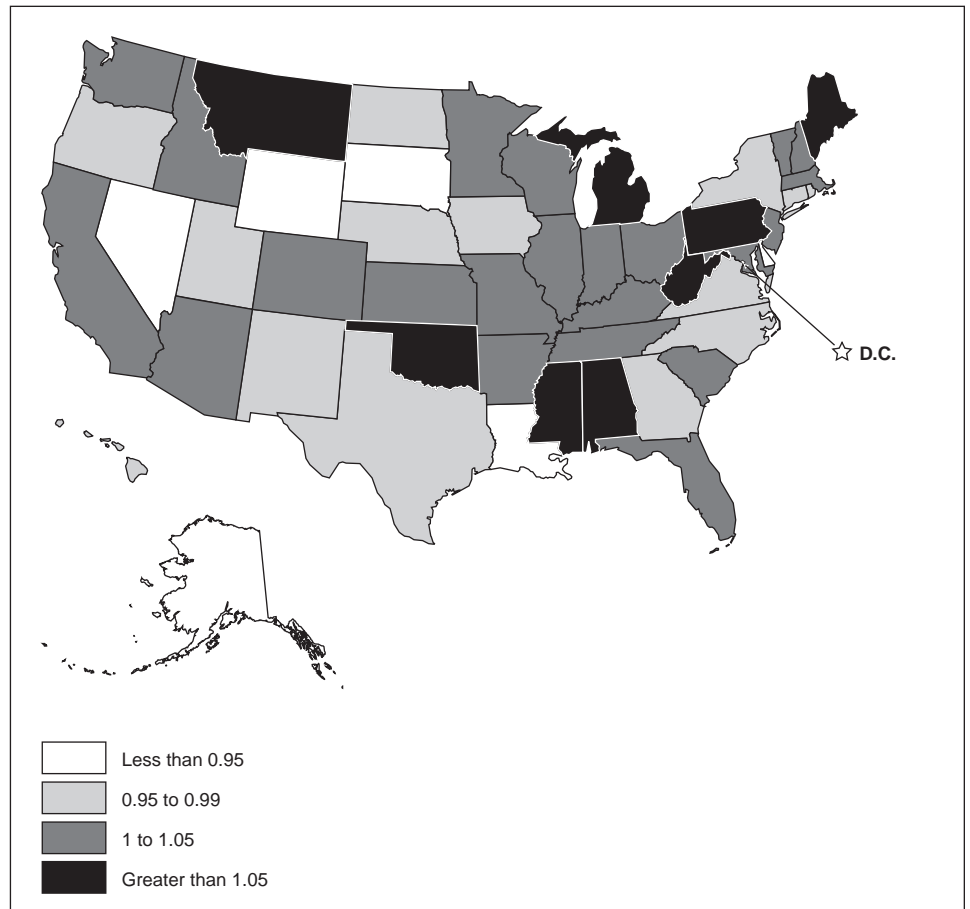 D.C.
Less than 0.95
0.95 to 0.99
1 to 1.05
Greater than 1.05